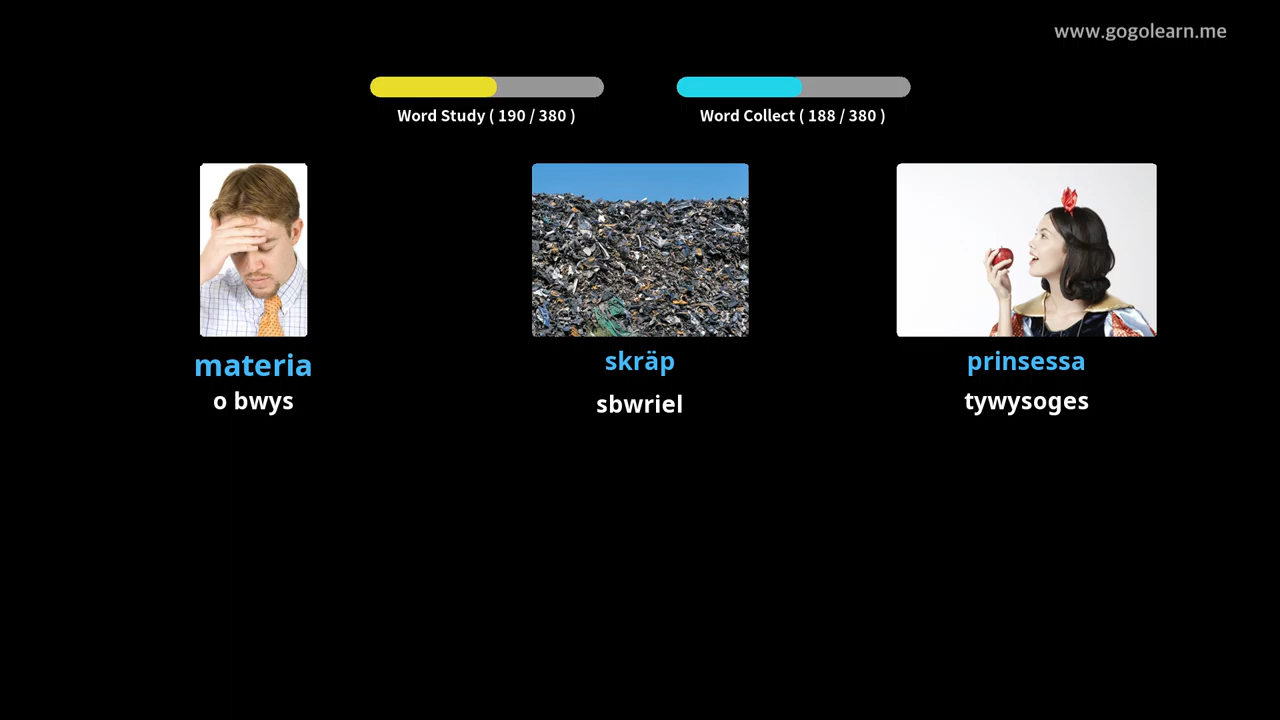 www.gogolearn.me
Word Study ( 190 / 380 )
Word Collect ( 188 / 380 )
materia
o bwys
skräp
sbwriel
prinsessa
tywysoges